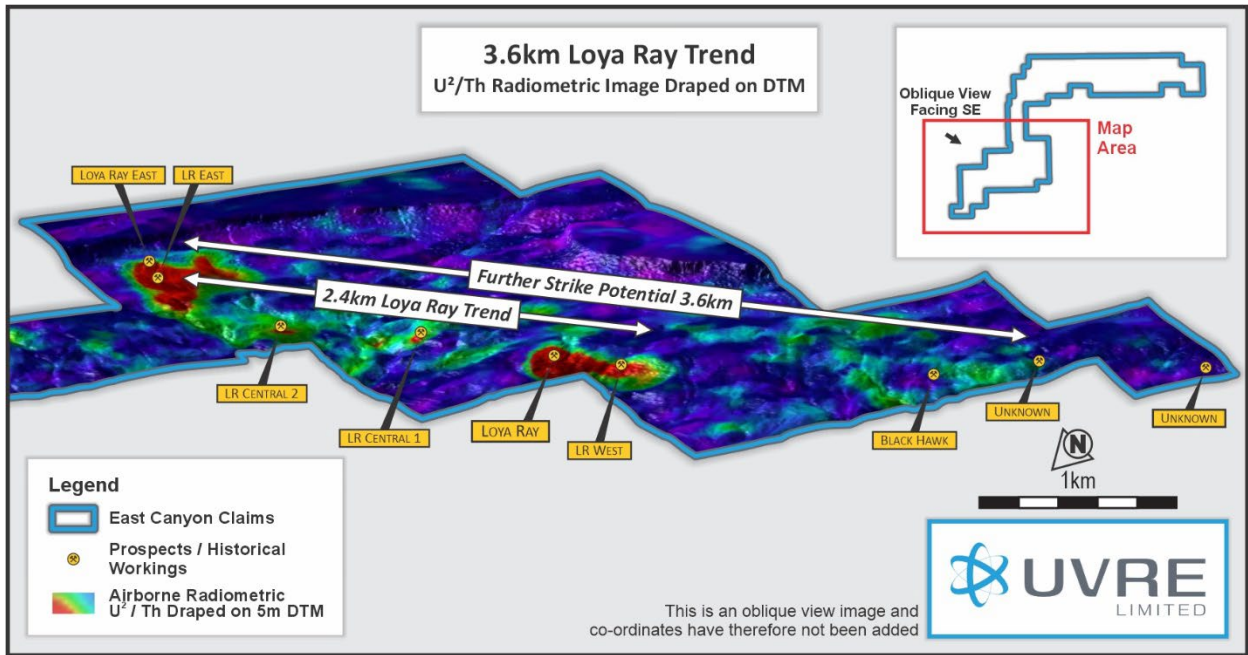 3.6km Loya Ray Trend
U²/Th Radiometric Image Draped on DTM
Oblique View
Facing SE
Map
Area
LOYA RAY EAST
LR EAST
Further Strike Potential 3.6km
2.4km Loya Ray Trend
LR CENTRAL 2
LR CENTRAL 1
LOYA RAY
LR WEST
BLACK HAWK
UNKNOWN
UNKNOWN
N
1km
Legend
East Canyon Claims
Prospects / Historical
Workings
Airborne Radiometric
U² / Th Draped on 5m DTM
This is an oblique view image and
co-ordinates have therefore not been added
UVRE
LIMITED